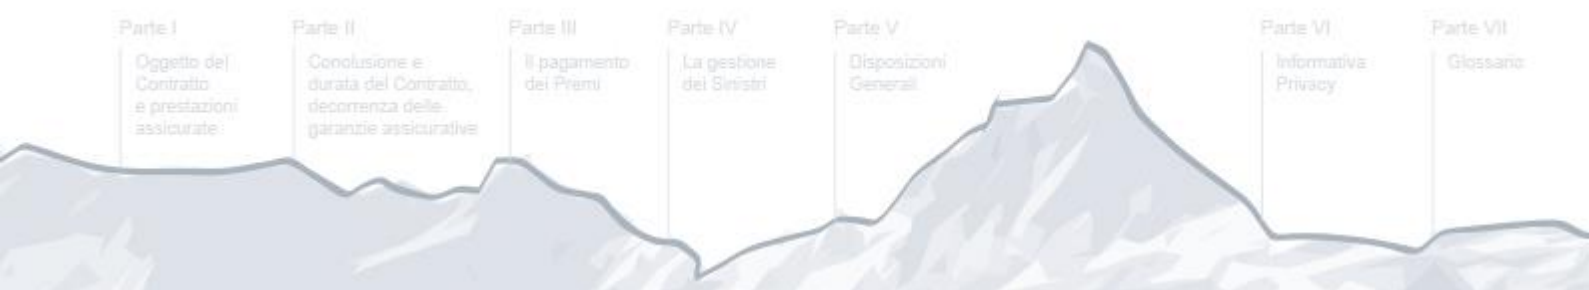 Parte I
Oggetto del
Contratto
e prestazioni
assicurate
Parte II
Conclusione e
durata del Contratto,
decorrenza delle
garanzie assicurative
Parte III
Il pagamento
dei Premi
Parte IV
La gestione
dei Sinistri
Parte V
Disposizioni
Generali
Parte VI
Informativa
Privacy
Parte VII
Glossario